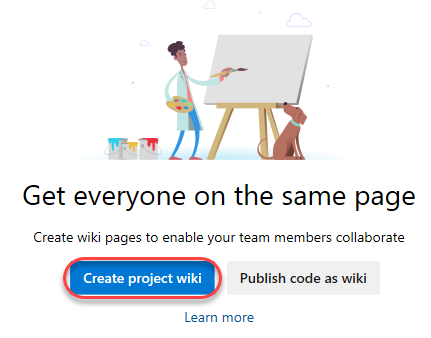 Get everyone on the same page
Create wiki pages to enable your team members collaborate
Create project wiki
Publish code as wiki
Learn more